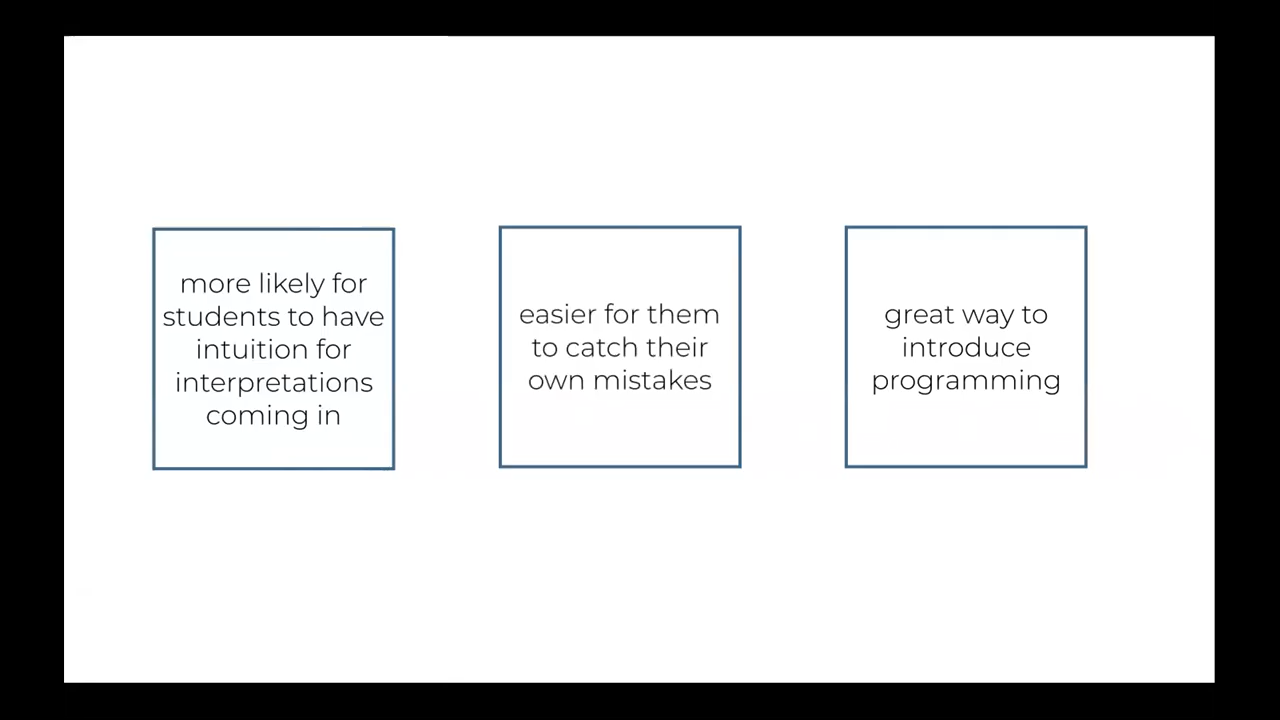 more likely for
students to have
intuition for
interpretations
coming in
easier for them
to catch their
own mistakes
great way to
introduce
programming